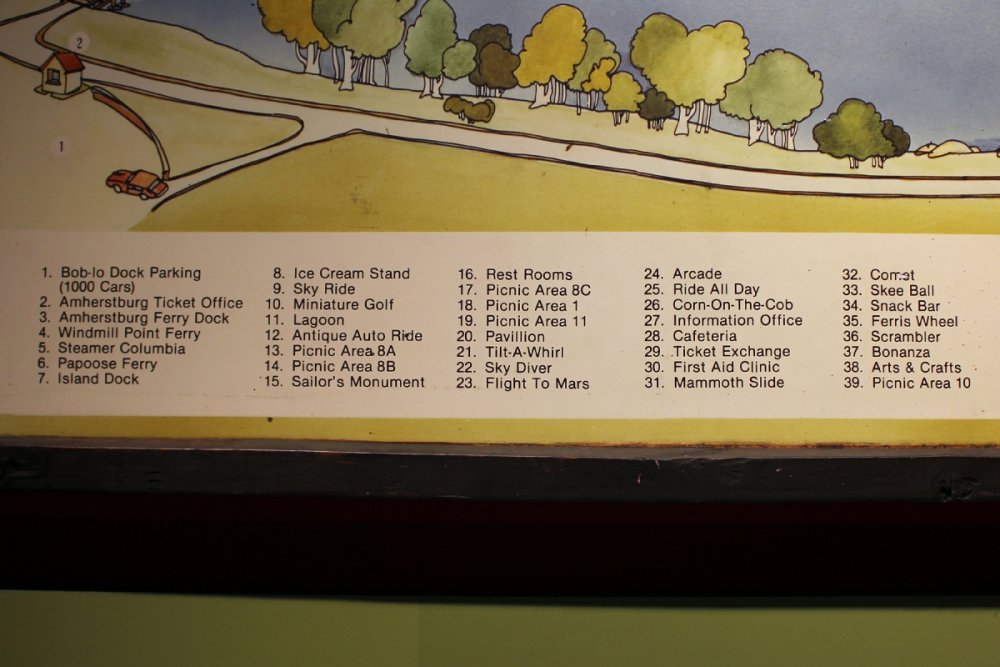 2
1
1. Bob-lo Dock Parking
(1000 Cars)
2. Amherstburg Ticket Office
3. Amherstburg Ferry Dock
4. Windmill Point Ferry
5. Steamer Columbia
6. Papoose Ferry
7. Island Dock
8. Ice Cream Stand
9. Sky Ride
10. Miniature Golf
11. Lagoon
12. Antique Auto Ride
13. Picnic Area 8A
14. Picnic Area 8B
15. Sailor's Monument
16. Rest Rooms
17. Picnic Area 8C
18. Picnic Area 1
19. Picnic Area 11
20. Pavillion
21. Tilt-A-Whirl
22. Sky Diver
23. Flight To Mars
24. Arcade
25. Ride All Day
26. Corn-On-The-Cob
27. Information Office
28. Cafeteria
29. Ticket Exchange
30. First Aid Clinic
31. Mammoth Slide
32. Comet
33. Skee Ball
34. Snack Bar
35. Ferris Wheel
36. Scrambler
37. Bonanza
38. Arts & Crafts
39. Picnic Area 10